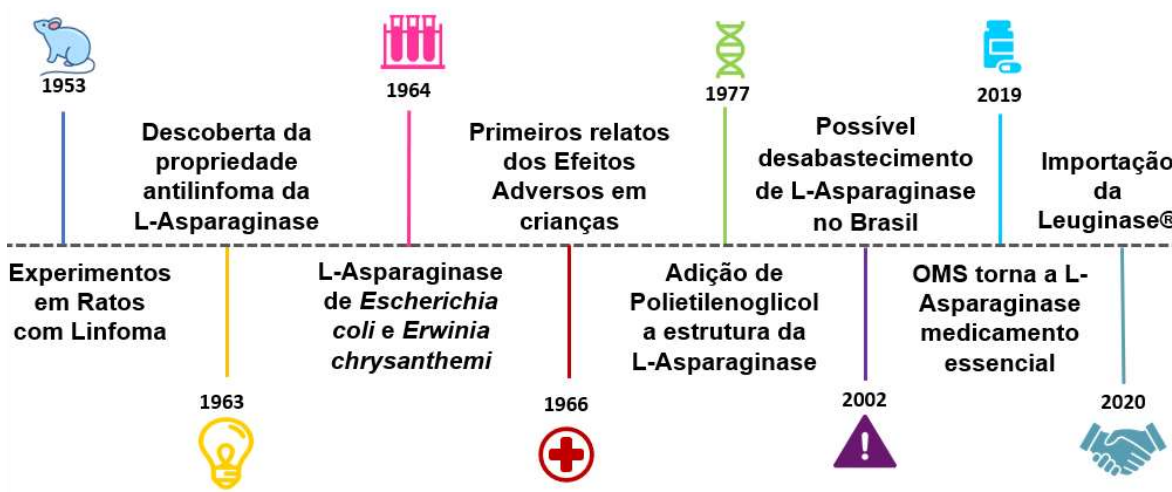 1953
Experimentos
em Ratos
com Linfoma
Descoberta da
propriedade
antilinfoma da
L-Asparaginase
1963
1964
L-Asparaginase
de Escherichia
coli e Erwinia
chrysanthemi
Primeiros relatos
dos Efeitos
Adversos em
crianças
1966
1977
Adição de
Polietilenoglicol
a estrutura da
L-Asparaginase
Possível
desabastecimento
de L-Asparaginase
no Brasil
2002
2019
OMS torna a L-
Asparaginase
medicamento
essencial
Importação
da
Leuginase®
2020